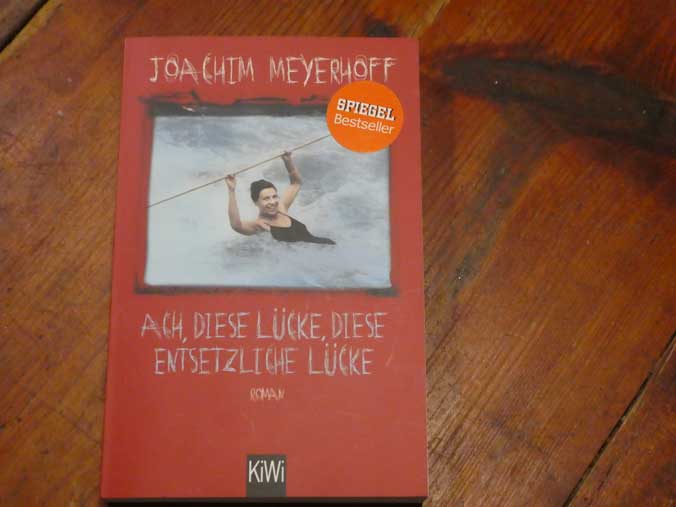 JOACHIM MEYERHOFF
SPIEGEL
Bestseller
ACH, DIESE LÜCKE, DIESE
ENTSETZLICHE LÜCKE
ROMAN
KiWi